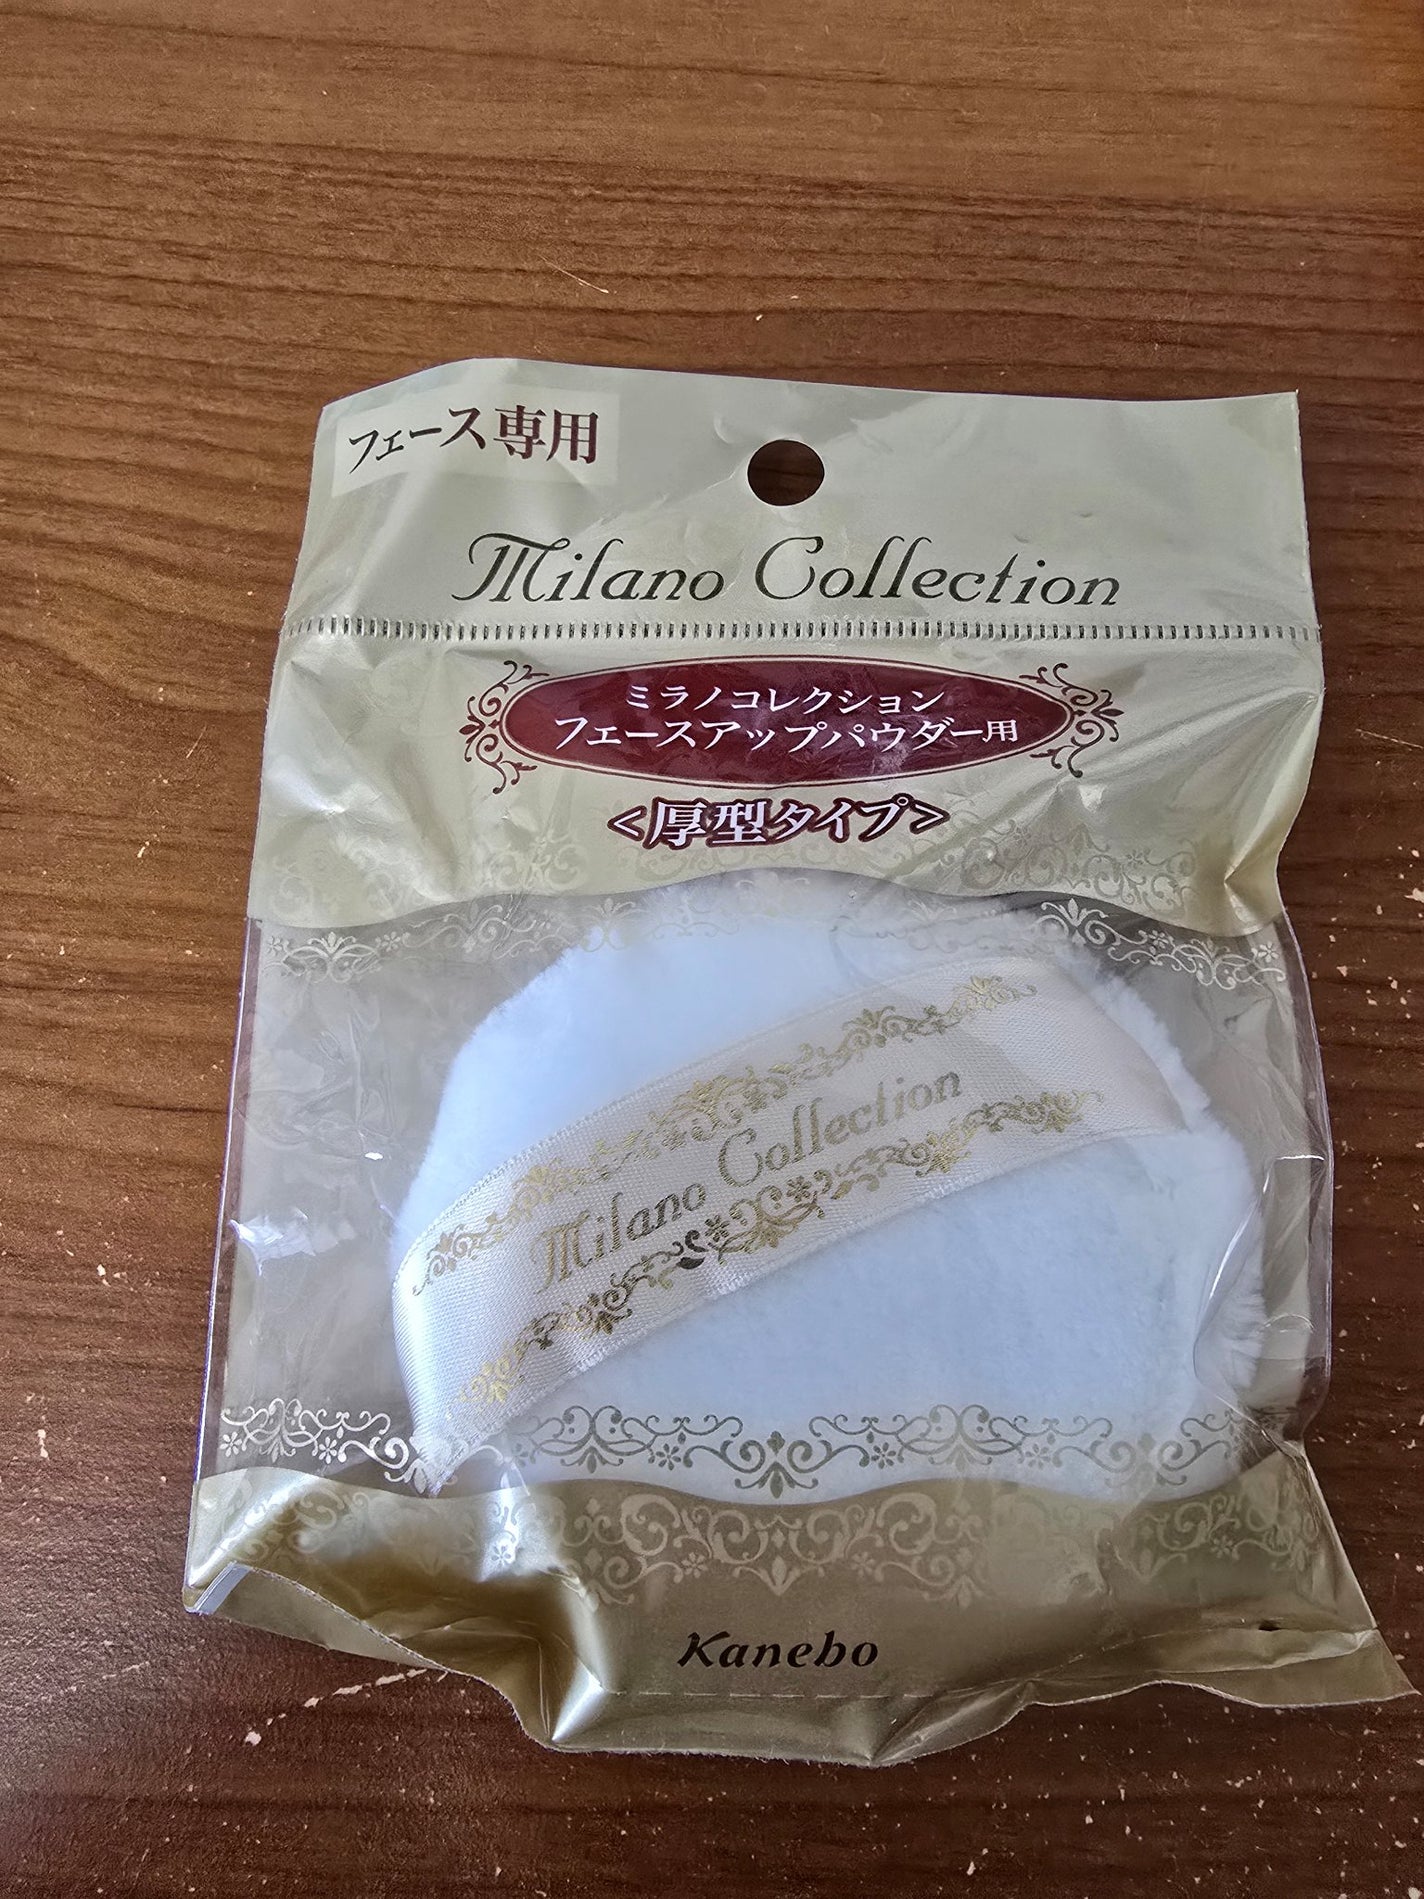 フェース専用
Milano Collection
ミラノコレクション
フェースアップパウダー用
<厚型タイプ>
Milano Collection
Kanebo